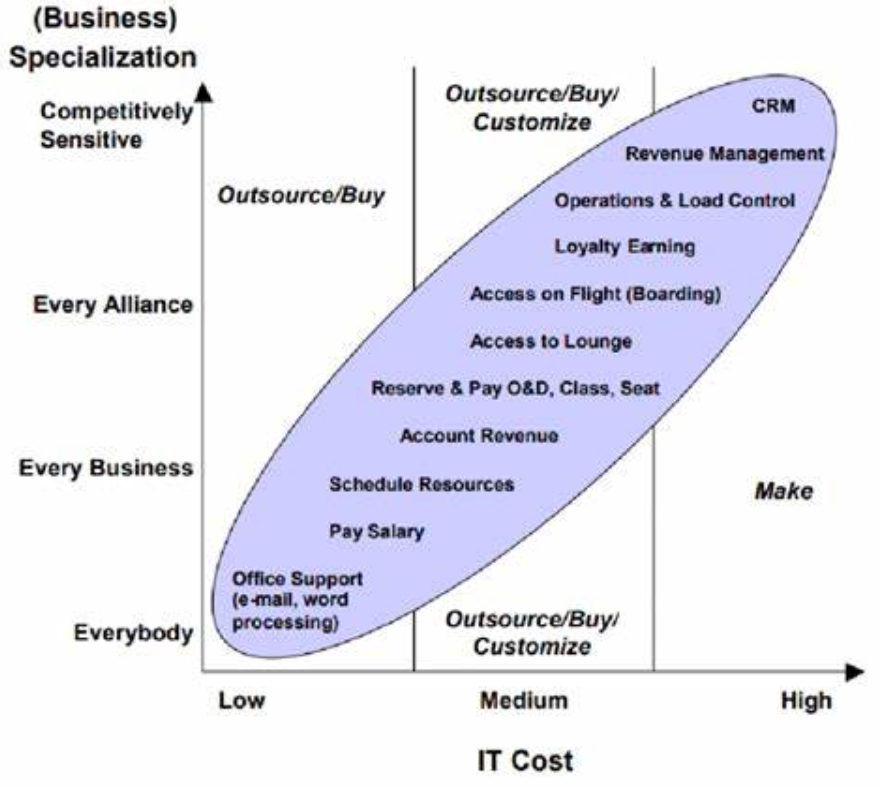 (Business)
Specialization
Competitively
Sensitive
Outsource/Buy/
Customize
CRM
Revenue Management
Outsource/Buy
Operations & Load Control
Loyalty Earning
Every Alliance
Access on Flight (Boarding)
Access to Lounge
Reserve & Pay O&D, Class, Seat
Account Revenue
Every Business
Schedule Resources
Make
Pay Salary
Office Support
(e-mail, word
processing)
Everybody
Outsource/Buy/
Customize
Low
Medium
High
IT Cost